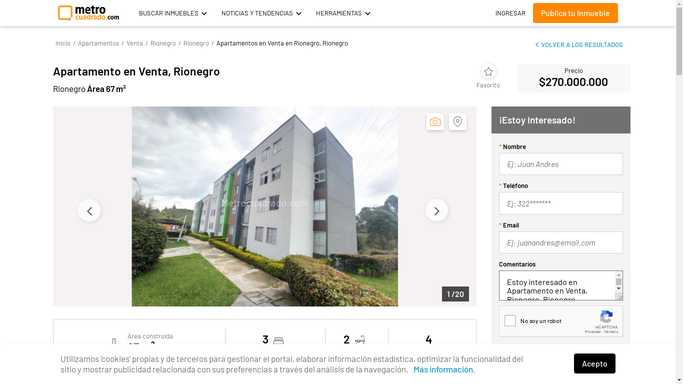 metro
cuadrado.com
BUSCAR INMUEBLES
NOTICIAS Y TENDENCIAS
HERRAMIENTAS
INGRESAR
Publica tu Inmueble
Inicio / Apartamentos / Venta / Rionegro / Rionegro / Apartamentos en Venta en Rionegro, Rionegro
VOLVER A LOS RESULTADOS
Apartamento en Venta, Rionegro
Rionegro Área 67 m²
Favorito
Precio
$270.000.000
metrocuadrado.com
1 / 20
¡Estoy Interesado!
* Nombre
Ej: Juan Andres
* Teléfono
Ej: 322*******
* Email
Ej: juanandres@email.com
Comentarios
Estoy interesado en
Apartamento en Venta,
Rionegro, Rionegro
No soy un robot
reCAPTCHA
Privacidad - Términos
Área construida
3
2
4
Utilizamos 'cookies' propias y de terceros para gestionar el portal, elaborar información estadística, optimizar la funcionalidad del
sitio y mostrar publicidad relacionada con sus preferencias a través del análisis de la navegación. Más información.
Acepto